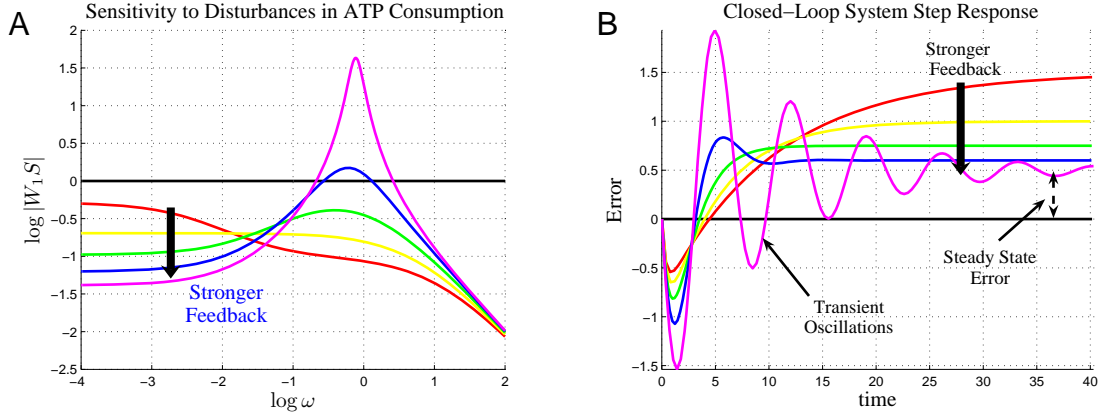 A
Sensitivity to Disturbances in ATP Consumption
2
1.5
1
0.5
0
−0.5
−1
−1.5
−2
−2.5
log |W₁S|
Stronger
Feedback
−4
−3
−2
−1
0
1
2
log ω
B
Closed−Loop System Step Response
1.5
1
0.5
0
−0.5
−1
−1.5
Error
Stronger
Feedback
Steady State
Error
Transient
Oscillations
0
5
10
15
20
25
30
35
40
time